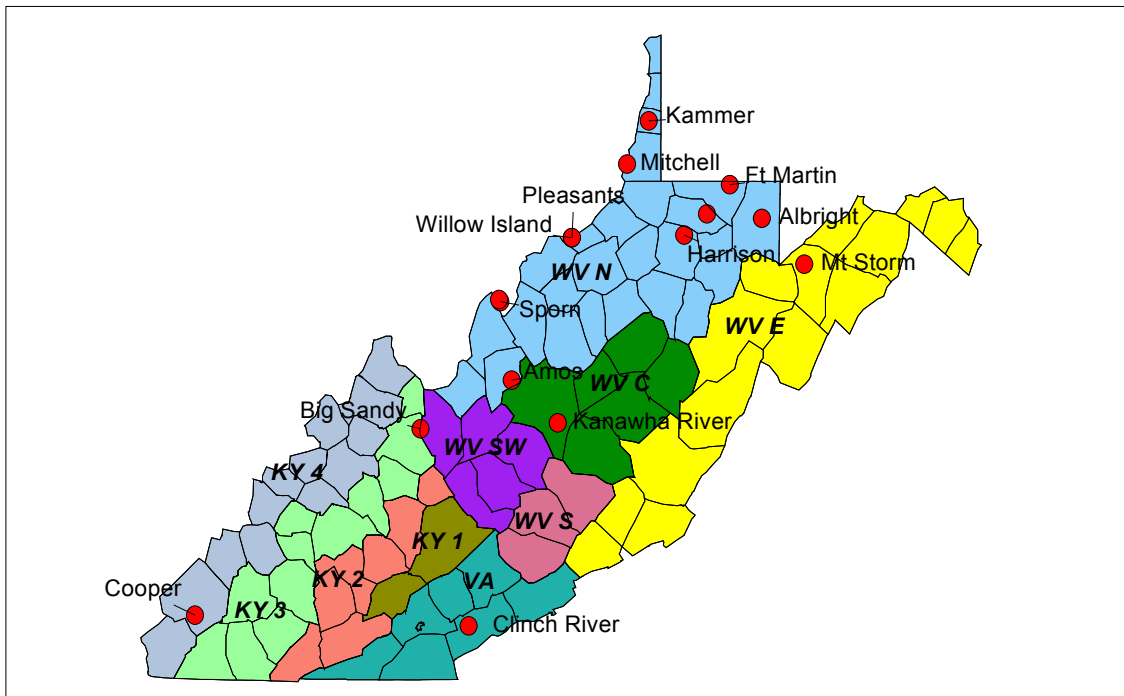 Kammer
Mitchell
Ft Martin
Pleasants
Albright
Willow Island
Harrison
Mt Storm
WV N
Sporn
WV E
Amos
WV C
Big Sandy
Kanawha River
WV SW
KY 4
WV S
KY 1
KY 2
VA
Cooper
KY 3
Clinch River